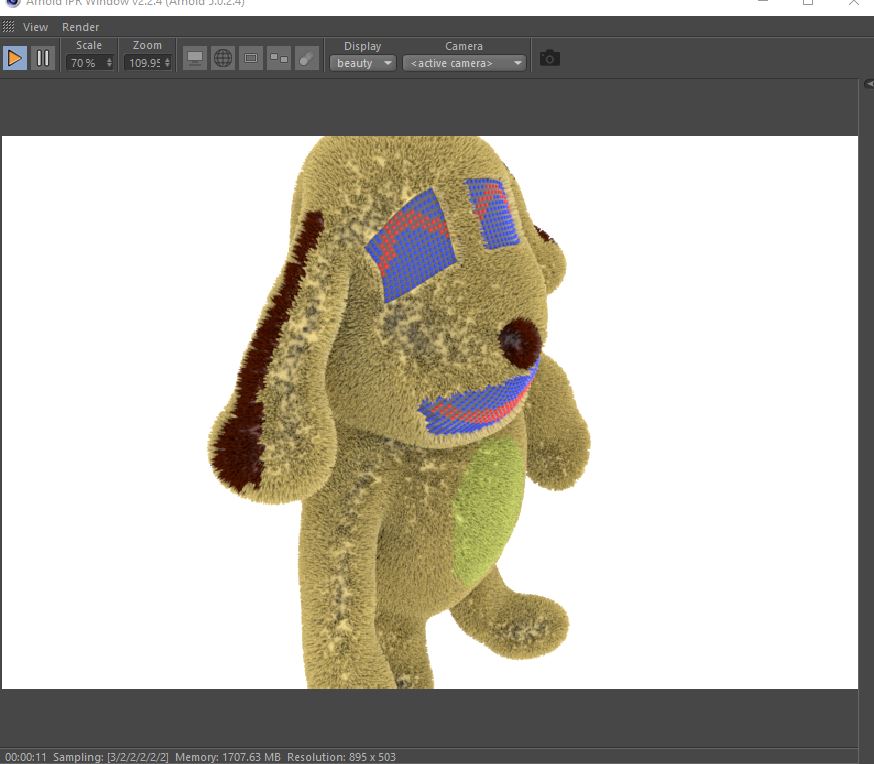 Arnold IPR Window v2.2.4 (Arnold 5.0.2.4)
View Render
Scale Zoom Display Camera
70 % 109.95 beauty <active camera>
00:00:11 Sampling: [3/2/2/2/2/2] Memory: 1707.63 MB Resolution: 895 x 503